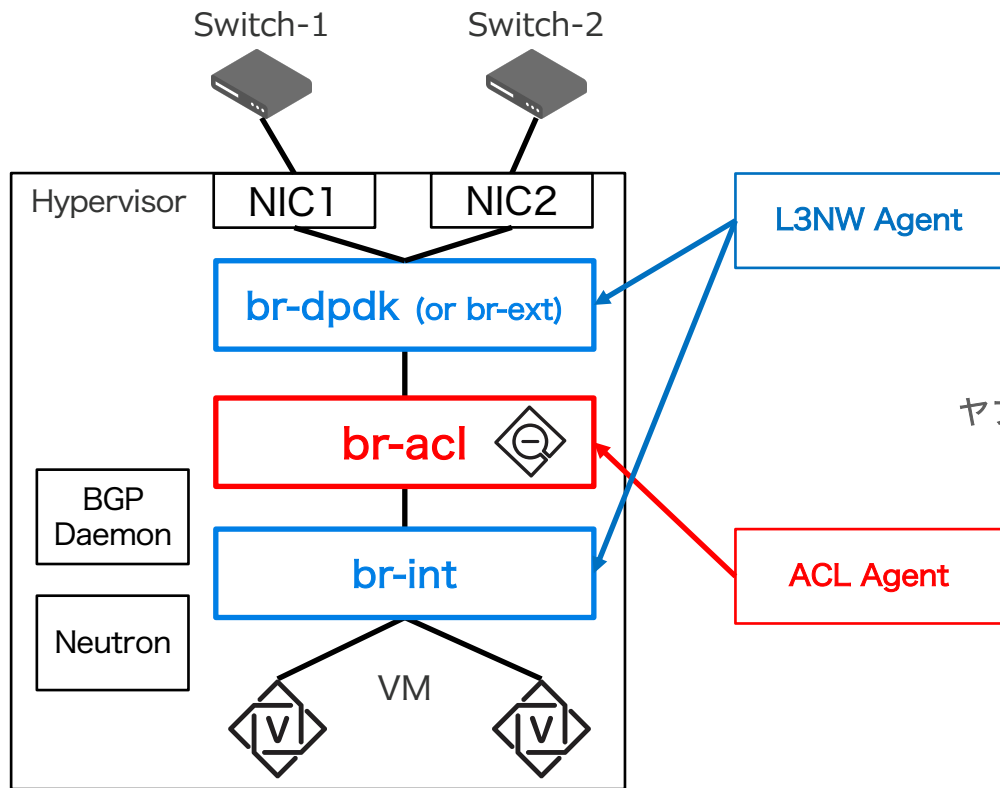 Switch-1
Switch-2
Hypervisor
NIC1
NIC2
L3NW Agent
br-dpdk (or br-ext)
br-acl
BGP
Daemon
br-int
ACL Agent
Neutron
VM
V
V